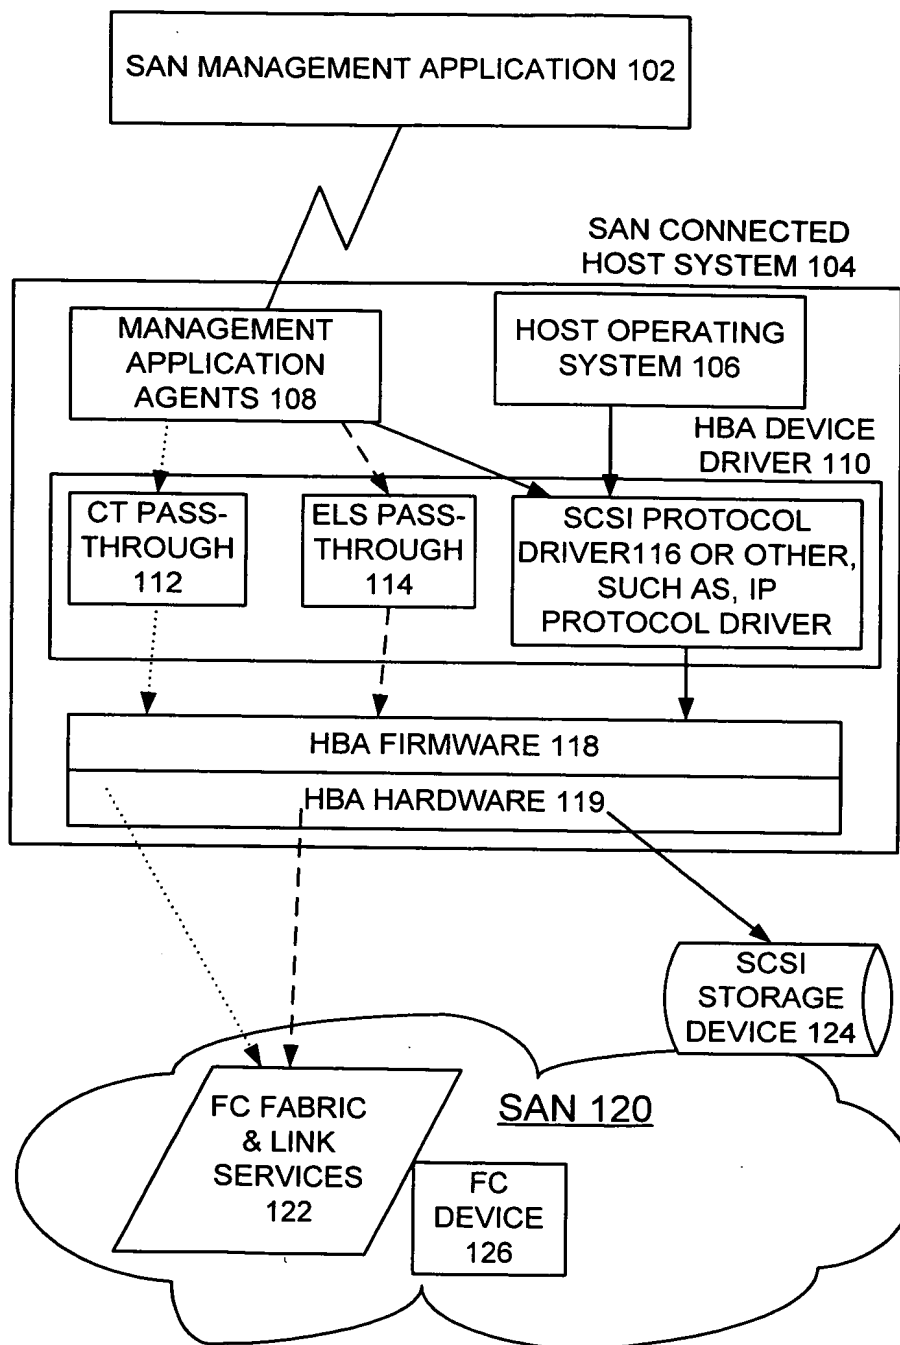 SAN MANAGEMENT APPLICATION 102
SAN CONNECTED
HOST SYSTEM 104
MANAGEMENT
APPLICATION
AGENTS 108
HOST OPERATING
SYSTEM 106
HBA DEVICE
DRIVER 110
CT PASS-
THROUGH
112
ELS PASS-
THROUGH
114
SCSI PROTOCOL
DRIVER116 OR OTHER,
SUCH AS, IP
PROTOCOL DRIVER
HBA FIRMWARE 118
HBA HARDWARE 119
SCSI
STORAGE
DEVICE 124
SAN 120
FC FABRIC
& LINK
SERVICES
122
FC
DEVICE
126